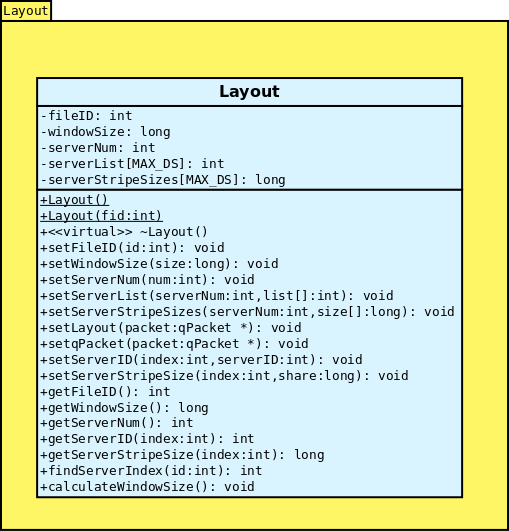 Layout
Layout
-fileID: int
-windowSize: long
-serverNum: int
-serverList[MAX_DS]: int
-serverStripeSizes[MAX_DS]: long
+Layout()
+Layout(fid:int)
+<<virtual>> ~Layout()
+setFileID(id:int): void
+setWindowSize(size:long): void
+setServerNum(num:int): void
+setServerList(serverNum:int,list[]:int): void
+setServerStripeSizes(serverNum:int,size[]:long): void
+setLayout(packet:qPacket *): void
+setqPacket(packet:qPacket *): void
+setServerID(index:int,serverID:int): void
+setServerStripeSize(index:int,share:long): void
+getFileID(): int
+getWindowSize(): long
+getServerNum(): int
+getServerID(index:int): int
+getServerStripeSize(index:int): long
+findServerIndex(id:int): int
+calculateWindowSize(): void